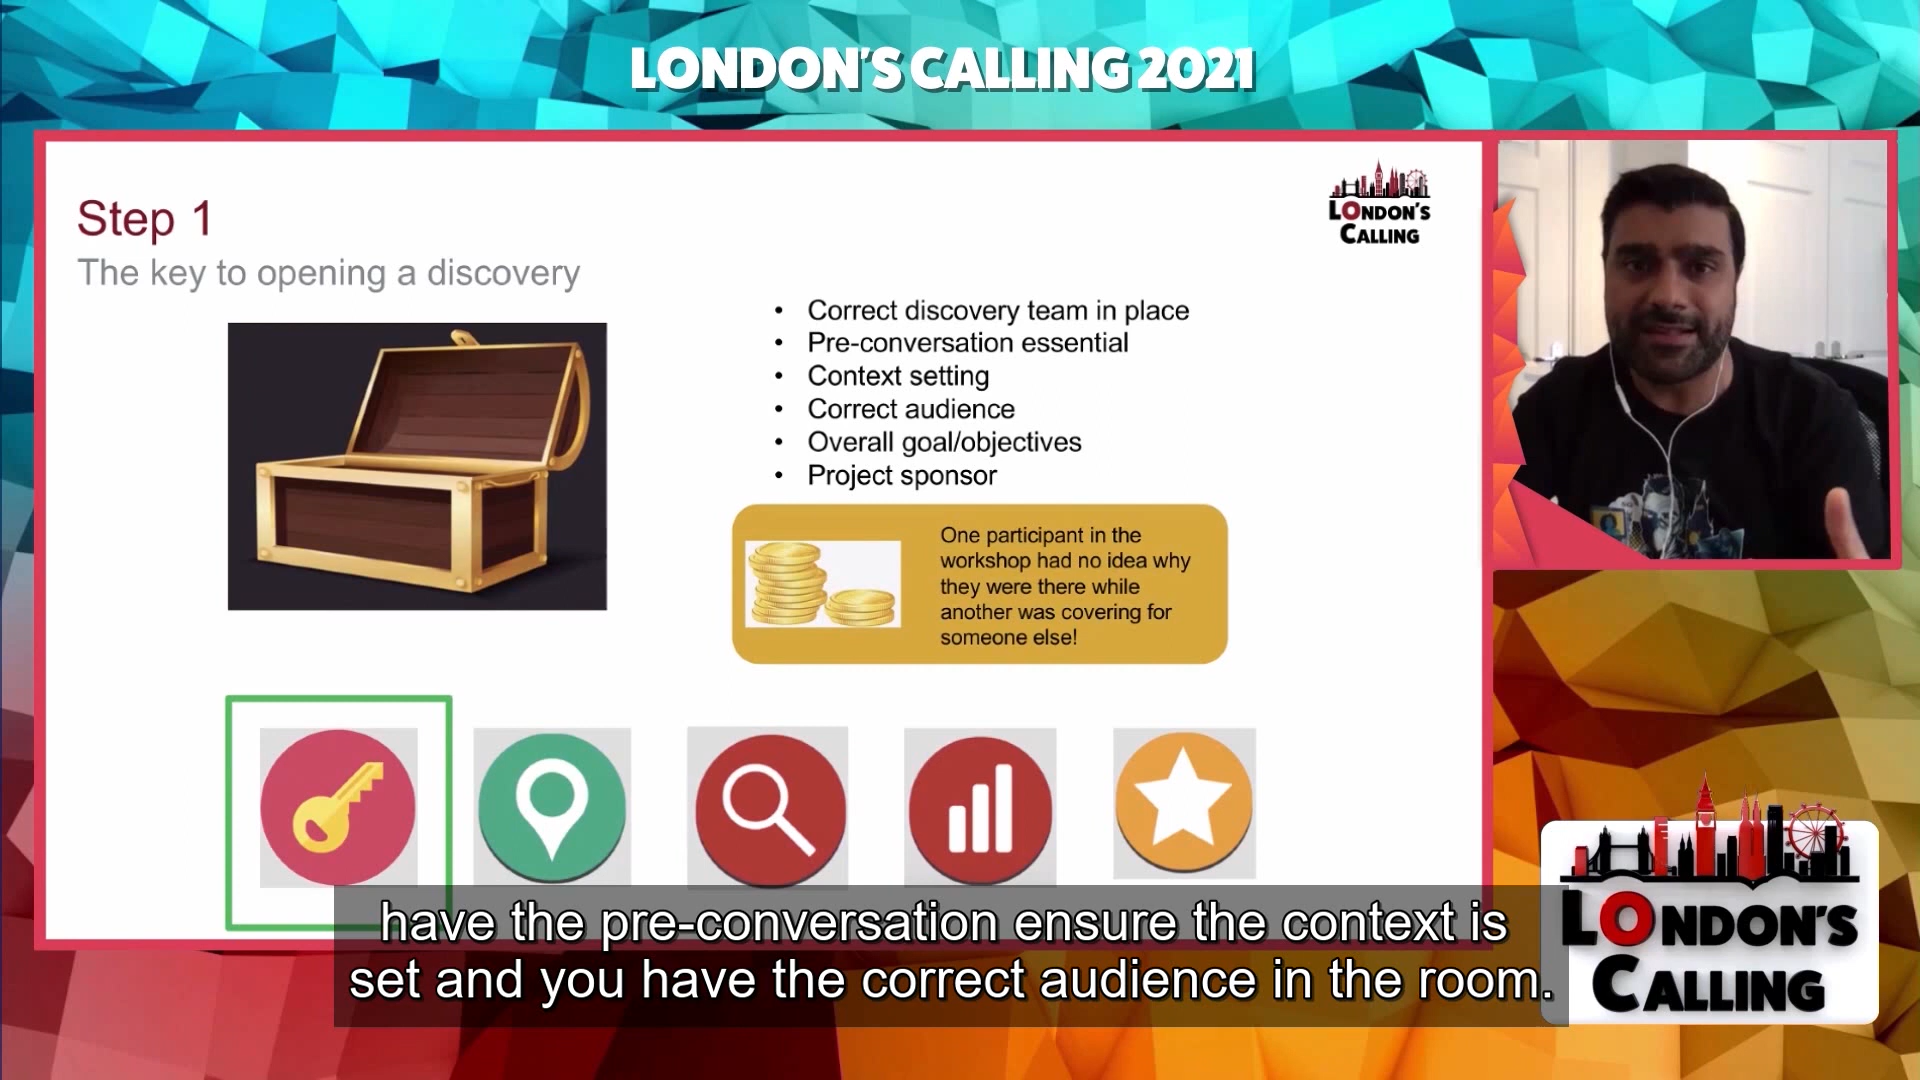 LONDON'S CALLING 2021
Step 1
The key to opening a discovery
LONDON'S
CALLING
• Correct discovery team in place
• Pre-conversation essential
• Context setting
• Correct audience
• Overall goal/objectives
• Project sponsor
One participant in the
workshop had no idea why
they were there while
another was covering for
someone else!
have the pre-conversation ensure the context is
set and you have the correct audience in the room.
LONDON'S
CALLING